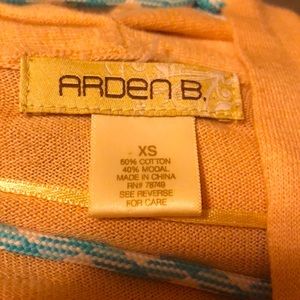 ARDEN B.
XS
60% COTTON
40% MODAL
MADE IN CHINA
RN# 78749
SEE REVERSE
FOR CARE